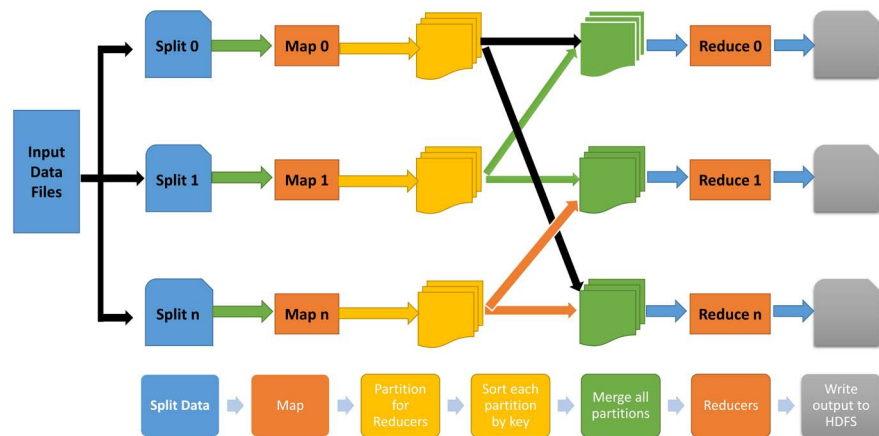 Split 0
Map 0
Reduce 0
Input
Data
Files
Split 1
Map 1
Reduce 1
Split n
Map n
Reduce n
Split Data
Map
Partition
for
Reducers
Sort each
partition
by key
Merge all
partitions
Reducers
Write
output to
HDFS